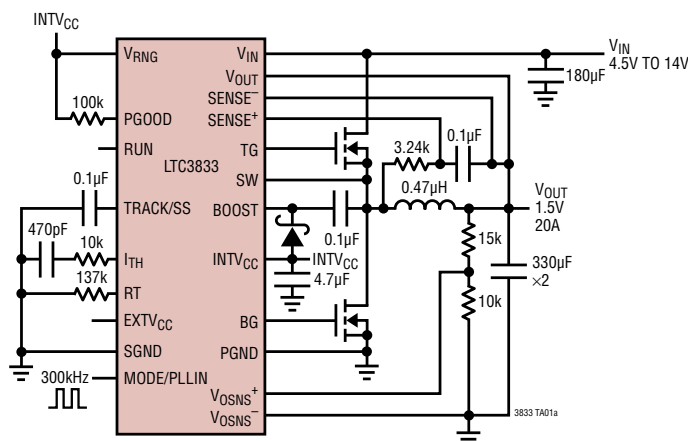 INTVCC
VRNG
VIN
VIN
4.5V TO 14V
VOUT
180µF
SENSE–
100k
PGOOD
SENSE+
3.24k
0.1µF
RUN
TG
LTC3833
SW
0.47µH
VOUT
1.5V
20A
0.1µF
TRACK/SS
BOOST
0.1µF
470pF
10k
ITH
15k
INTVCC
INTVCC
4.7µF
330µF
×2
137k
RT
10k
EXTVCC
BG
SGND
PGND
300kHz
MODE/PLLIN
VOSNS+
VOSNS–
3833 TA01a